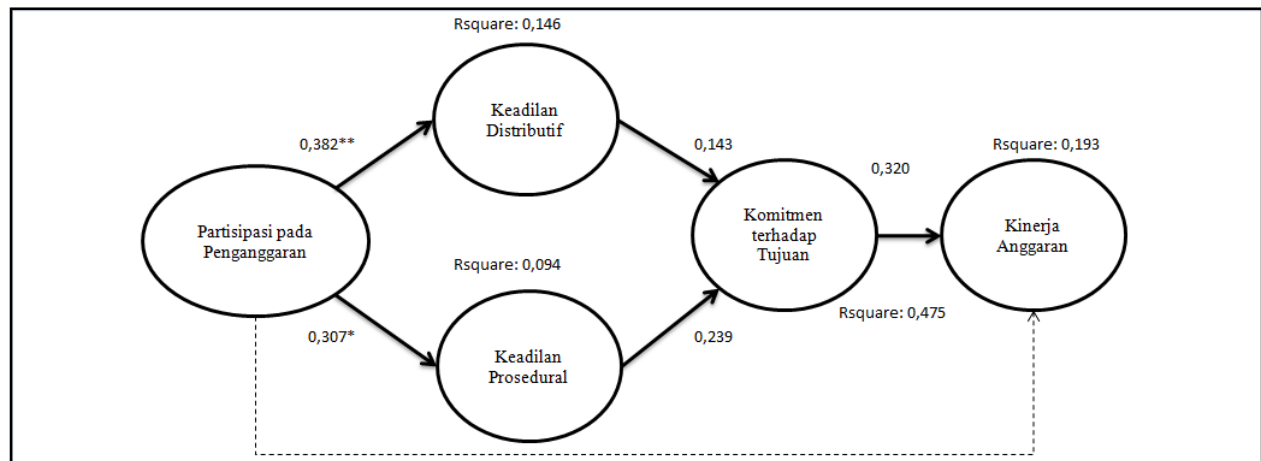 Rsquare: 0,146
Keadilan
Distributif
0,382**
0,143
Rsquare: 0,193
0,320
Partisipasi pada
Penganggaran
Komitmen
terhadap
Tujuan
Kinerja
Anggaran
Rsquare: 0,094
Rsquare: 0,475
0,307*
0,239
Keadilan
Prosedural